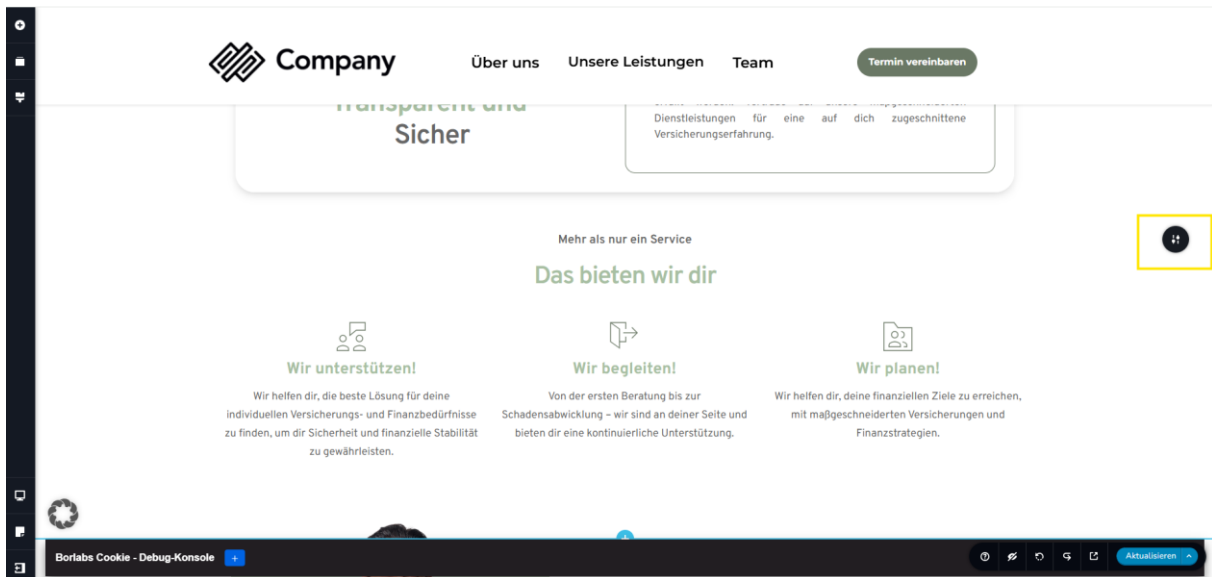 Company
Über uns
Unsere Leistungen
Team
Termin vereinbaren
Transparent und
Sicher
Dienstleistungen für eine auf dich zugeschnittene
Versicherungserfahrung.
Mehr als nur ein Service
Das bieten wir dir
Wir unterstützen!
Wir helfen dir, die beste Lösung für deine
individuellen Versicherungs- und Finanzbedürfnisse
zu finden, um dir Sicherheit und finanzielle Stabilität
zu gewährleisten.
Wir begleiten!
Von der ersten Beratung bis zur
Schadensabwicklung – wir sind an deiner Seite und
bieten dir eine kontinuierliche Unterstützung.
Wir planen!
Wir helfen dir, deine finanziellen Ziele zu erreichen,
mit maßgeschneiderten Versicherungen und
Finanzstrategien.
Borlabs Cookie - Debug-Konsole
Aktualisieren